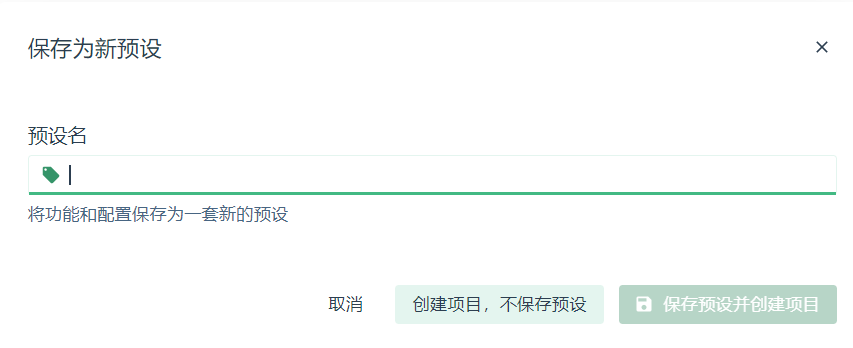 保存为新预设
预设名
将功能和配置保存为一套新的预设
取消
创建项目，不保存预设
保存预设并创建项目